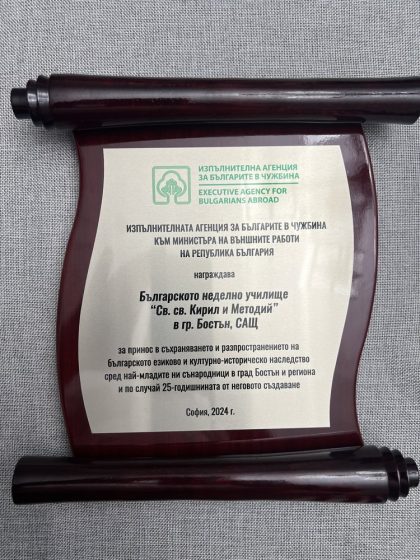 ИЗПЪЛНИТЕЛНА АГЕНЦИЯ
ЗА БЪЛГАРИТЕ В ЧУЖБИНА
EXECUTIVE AGENCY FOR
BULGARIANS ABROAD
ИЗПЪЛНИТЕЛНАТА АГЕНЦИЯ ЗА БЪЛГАРИТЕ В ЧУЖБИНА
КЪМ МИНИСТЪРА НА ВЪНШНИТЕ РАБОТИ
НА РЕПУБЛИКА БЪЛГАРИЯ
награждава
Българското неделно училище
“Св. св. Кирил и Методий”
в гр. Бостън, САЩ
за принос в съхраняването и разпространението на
българското езиково и културно-историческо наследство
сред най-младите ни сънародници в град Бостън и региона
и по случай 25-годишнината от неговото създаване
София, 2024 г.